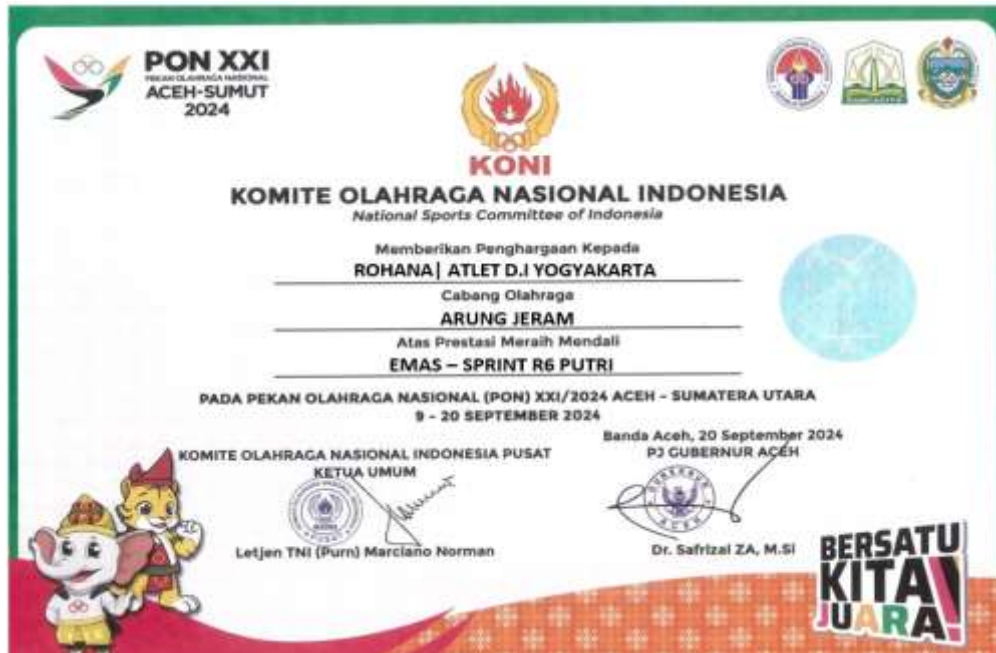 PON XXI
PEKAN OLAHRAGA NASIONAL
ACEH-SUMUT
2024
KONI
KOMITE OLAHRAGA NASIONAL INDONESIA
National Sports Committee of Indonesia
Memberikan Penghargaan Kepada
ROHANA| ATLET D.I YOGYAKARTA
Cabang Olahraga
ARUNG JERAM
Atas Prestasi Meraih Mendali
EMAS – SPRINT R6 PUTRI
PADA PEKAN OLAHRAGA NASIONAL (PON) XXI/2024 ACEH – SUMATERA UTARA
9 – 20 SEPTEMBER 2024
Banda Aceh, 20 September 2024
KOMITE OLAHRAGA NASIONAL INDONESIA PUSAT
KETUA UMUM
PJ GUBERNUR ACEH
PUSAT
GUBERNUR
ACEH
Letjen TNI (Purn) Marciano Norman
Dr. Safrizal ZA, M.Si
BERSATU
KITA
JUARA!